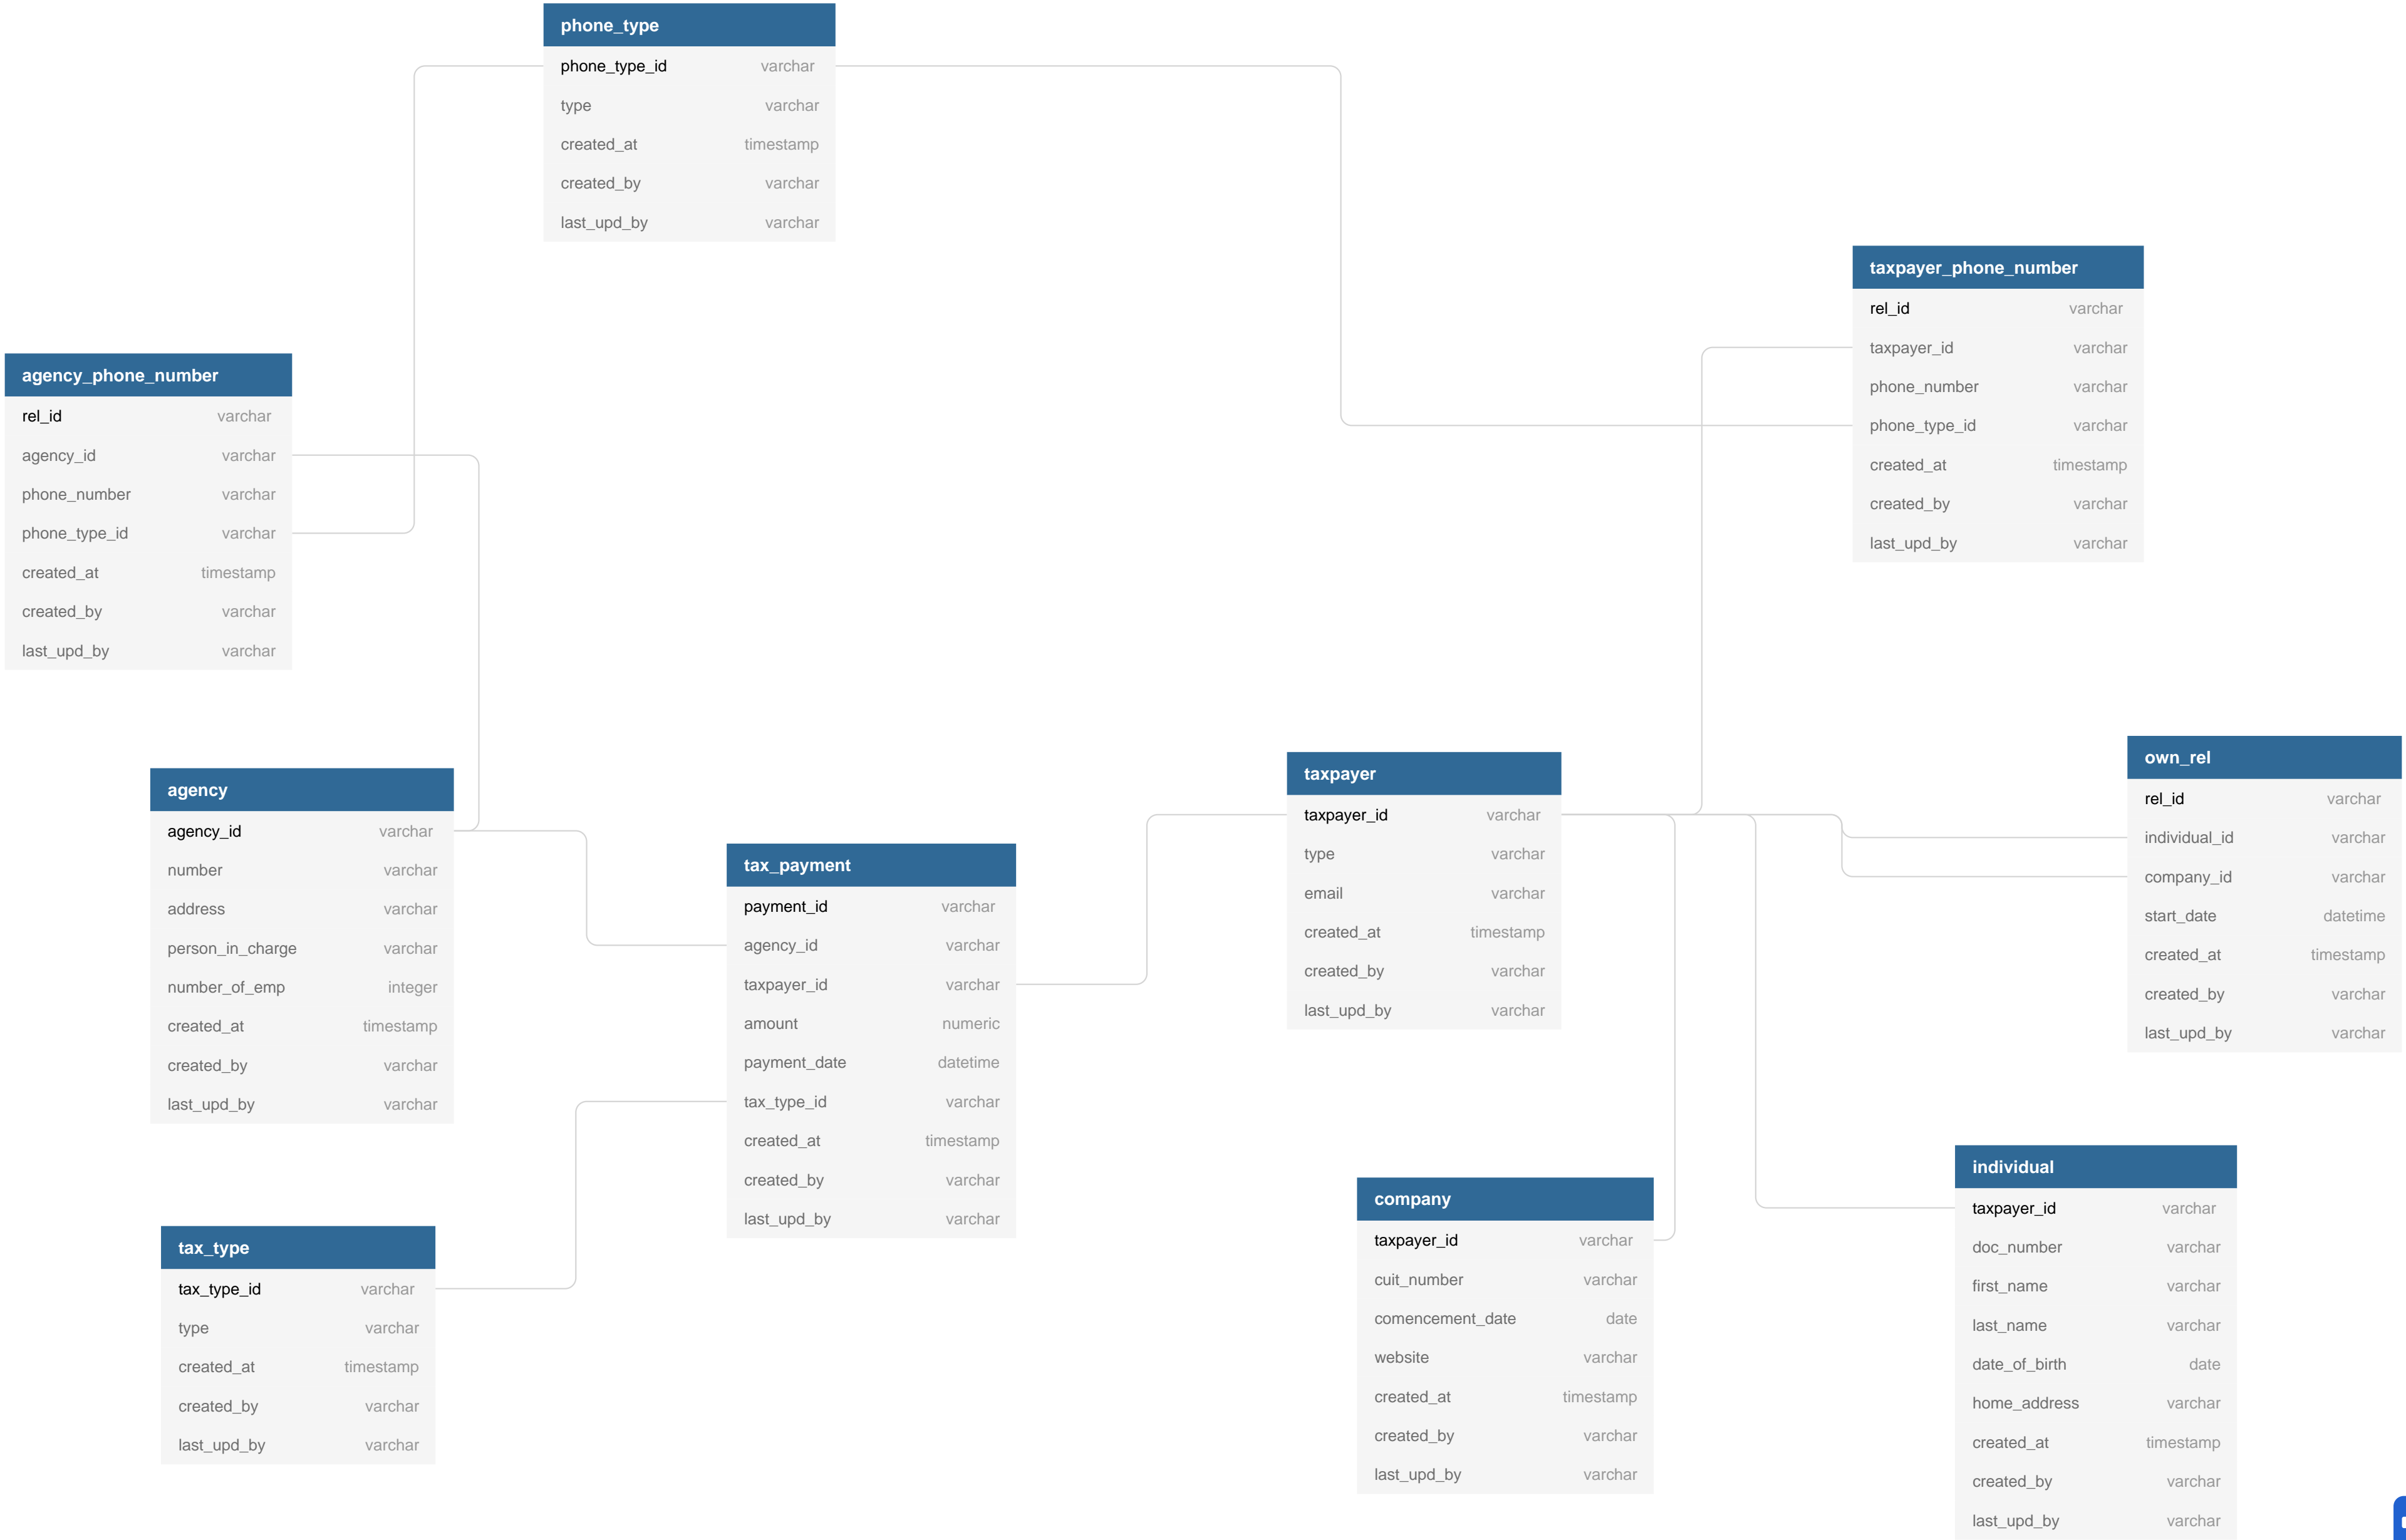 phone_type
phone_type_id varchar
type varchar
created_at timestamp
created_by varchar
last_upd_by varchar
taxpayer_phone_number
rel_id varchar
taxpayer_id varchar
phone_number varchar
phone_type_id varchar
created_at timestamp
created_by varchar
last_upd_by varchar
agency_phone_number
rel_id varchar
agency_id varchar
phone_number varchar
phone_type_id varchar
created_at timestamp
created_by varchar
last_upd_by varchar
agency
agency_id varchar
number varchar
address varchar
person_in_charge varchar
number_of_emp integer
created_at timestamp
created_by varchar
last_upd_by varchar
tax_payment
payment_id varchar
agency_id varchar
taxpayer_id varchar
amount numeric
payment_date datetime
tax_type_id varchar
created_at timestamp
created_by varchar
last_upd_by varchar
taxpayer
taxpayer_id varchar
type varchar
email varchar
created_at timestamp
created_by varchar
last_upd_by varchar
own_rel
rel_id varchar
individual_id varchar
company_id varchar
start_date datetime
created_at timestamp
created_by varchar
last_upd_by varchar
tax_type
tax_type_id varchar
type varchar
created_at timestamp
created_by varchar
last_upd_by varchar
company
taxpayer_id varchar
cuit_number varchar
comencement_date date
website varchar
created_at timestamp
created_by varchar
last_upd_by varchar
individual
taxpayer_id varchar
doc_number varchar
first_name varchar
last_name varchar
date_of_birth date
home_address varchar
created_at timestamp
created_by varchar
last_upd_by varchar